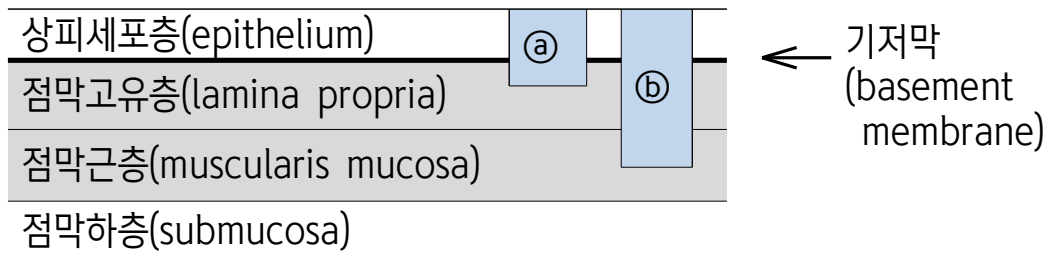 상피세포층(epithelium)
ⓐ
기저막
(basement
membrane)
점막고유층(lamina propria)
ⓑ
점막근층(muscularis mucosa)
점막하층(submucosa)